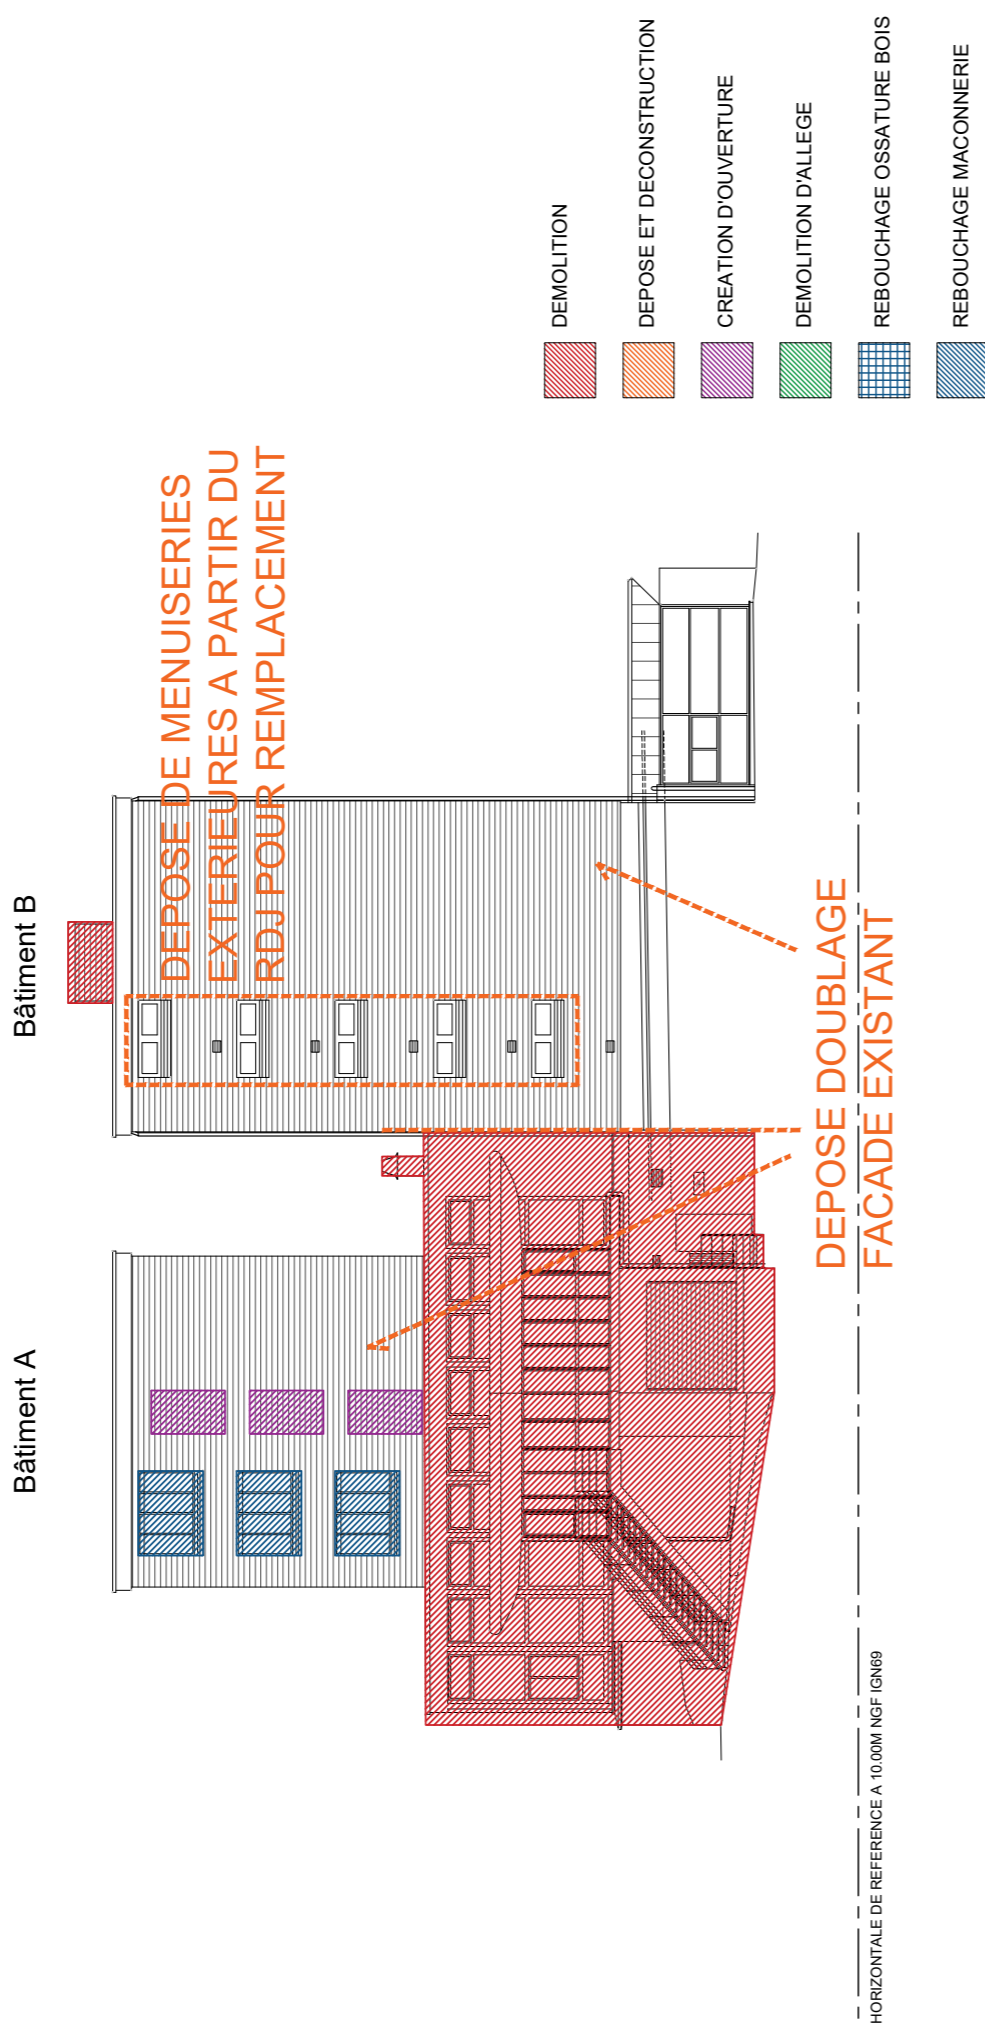 Bâtiment A
Bâtiment B
DEPOSE DE MENUISERIES
EXTERIEURES A PARTIR DU
RDJ POUR REMPLACEMENT
DEPOSE DOUBLAGE
FACADE EXISTANT
HORIZONTALE DE REFERENCE A 10.00M NGF IGN69
DEMOLITION
DEPOSE ET DECONSTRUCTION
CREATION D'OUVERTURE
DEMOLITION D'ALLEGE
REBOUCHAGE OSSATURE BOIS
REBOUCHAGE MACONNERIE